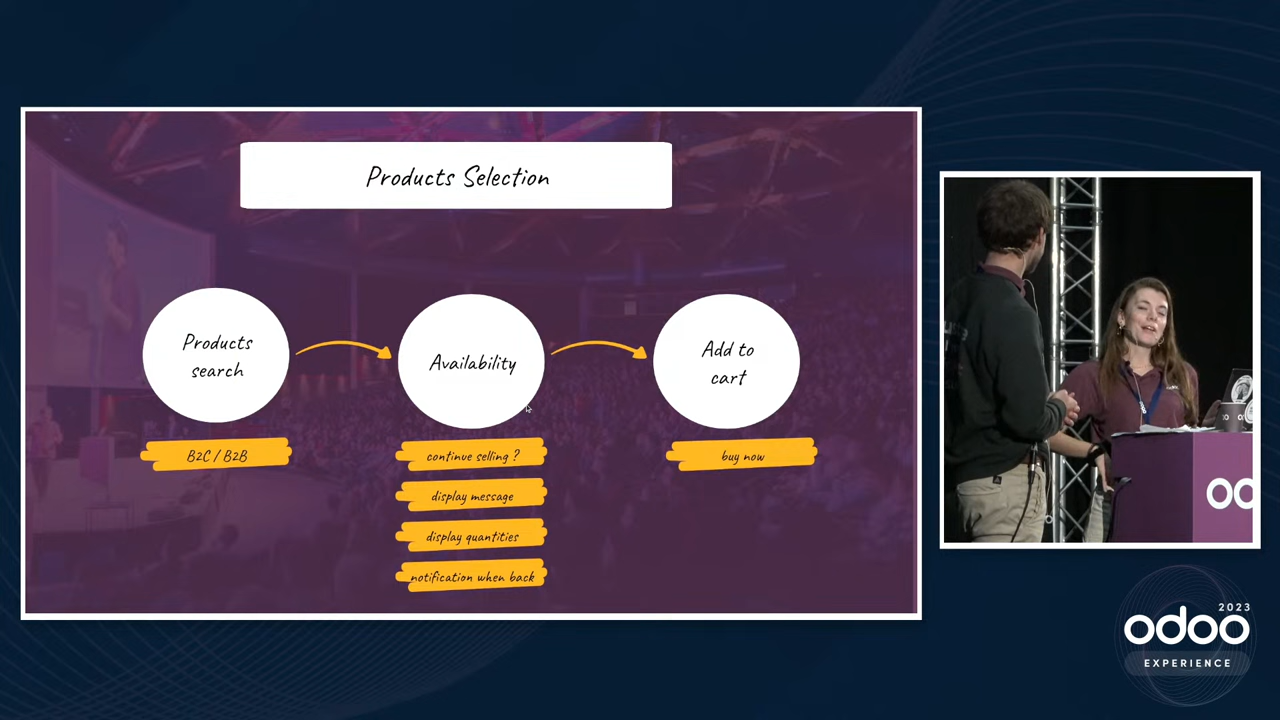 Products Selection
Products
search
Availability
Add to
cart
B2C / B2B
continue selling ?
buy now
display message
display quantities
notification when back
2023
odoo
EXPERIENCE